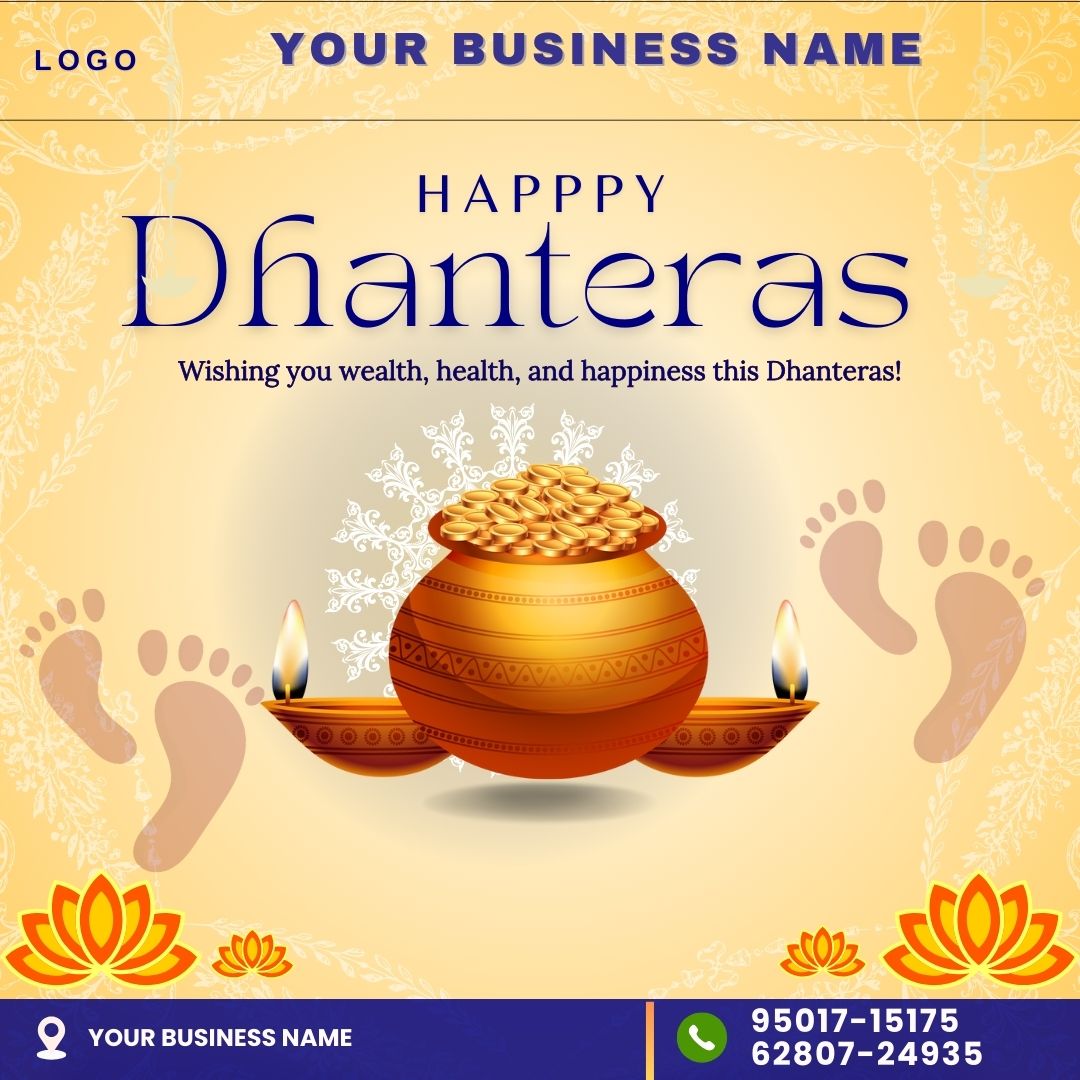 LOGO
YOUR BUSINESS NAME
HAPPPY
Dhanteras
Wishing you wealth, health, and happiness this Dhanteras!
YOUR BUSINESS NAME
95017-15175
62807-24935